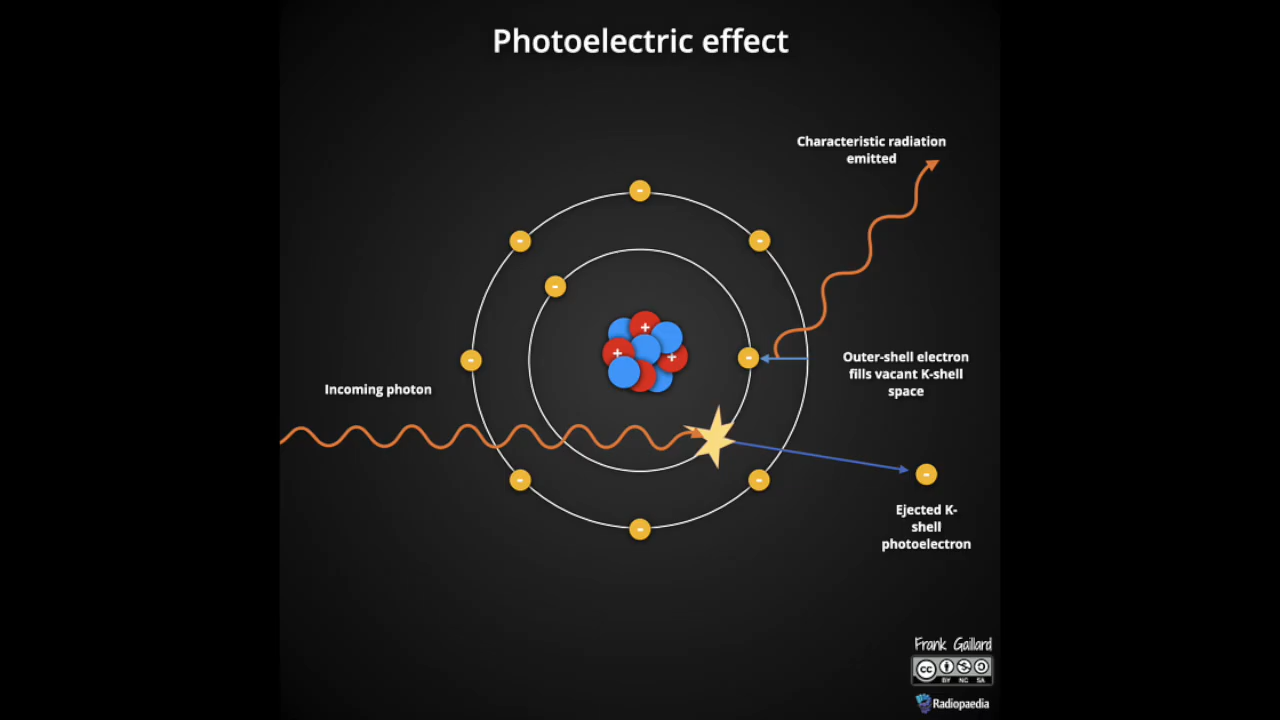 Photoelectric effect
Characteristic radiation
emitted
-
-
-
-
+
+
+
-
-
Outer-shell electron
fills vacant K-shell
space
Incoming photon
-
-
-
-
Ejected K-
shell
photoelectron
Frank Gaillard
cc
BY NC SA
Radiopaedia